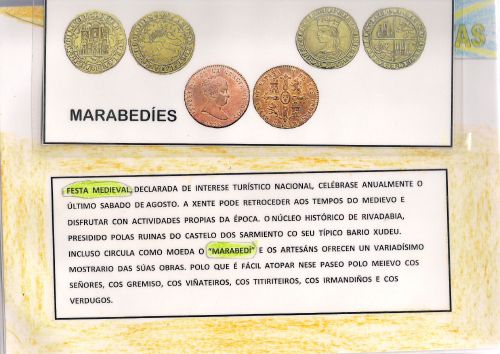 AS
MARABEDÍES
FESTA MEDIEVAL, DECLARADA DE INTERESE TURÍSTICO NACIONAL, CELÉBRASE ANUALMENTE O
ÚLTIMO SABADO DE AGOSTO. A XENTE PODE RETROCEDER AOS TEMPOS DO MEDIEVO E
DISFRUTAR CON ACTIVIDADES PROPIAS DA ÉPOCA. O NÚCLEO HISTÓRICO DE RIVADABIA,
PRESIDIDO POLAS RUINAS DO CASTELO DOS SARMIENTO CO SEU TÍPICO BARIO XUDEU.
INCLUSO CIRCULA COMO MOEDA O "MARABEDÍ" E OS ARTESÁNS OFRECEN UN VARIADÍSIMO
MOSTRARIO DAS SÚAS OBRAS. POLO QUE É FÁCIL ATOPAR NESE PASEO POLO MEIEVO COS
SEÑORES, COS GREMISO, COS VIÑATEIROS, COS TITIRITEIROS, COS IRMANDIÑOS E COS
VERDUGOS.